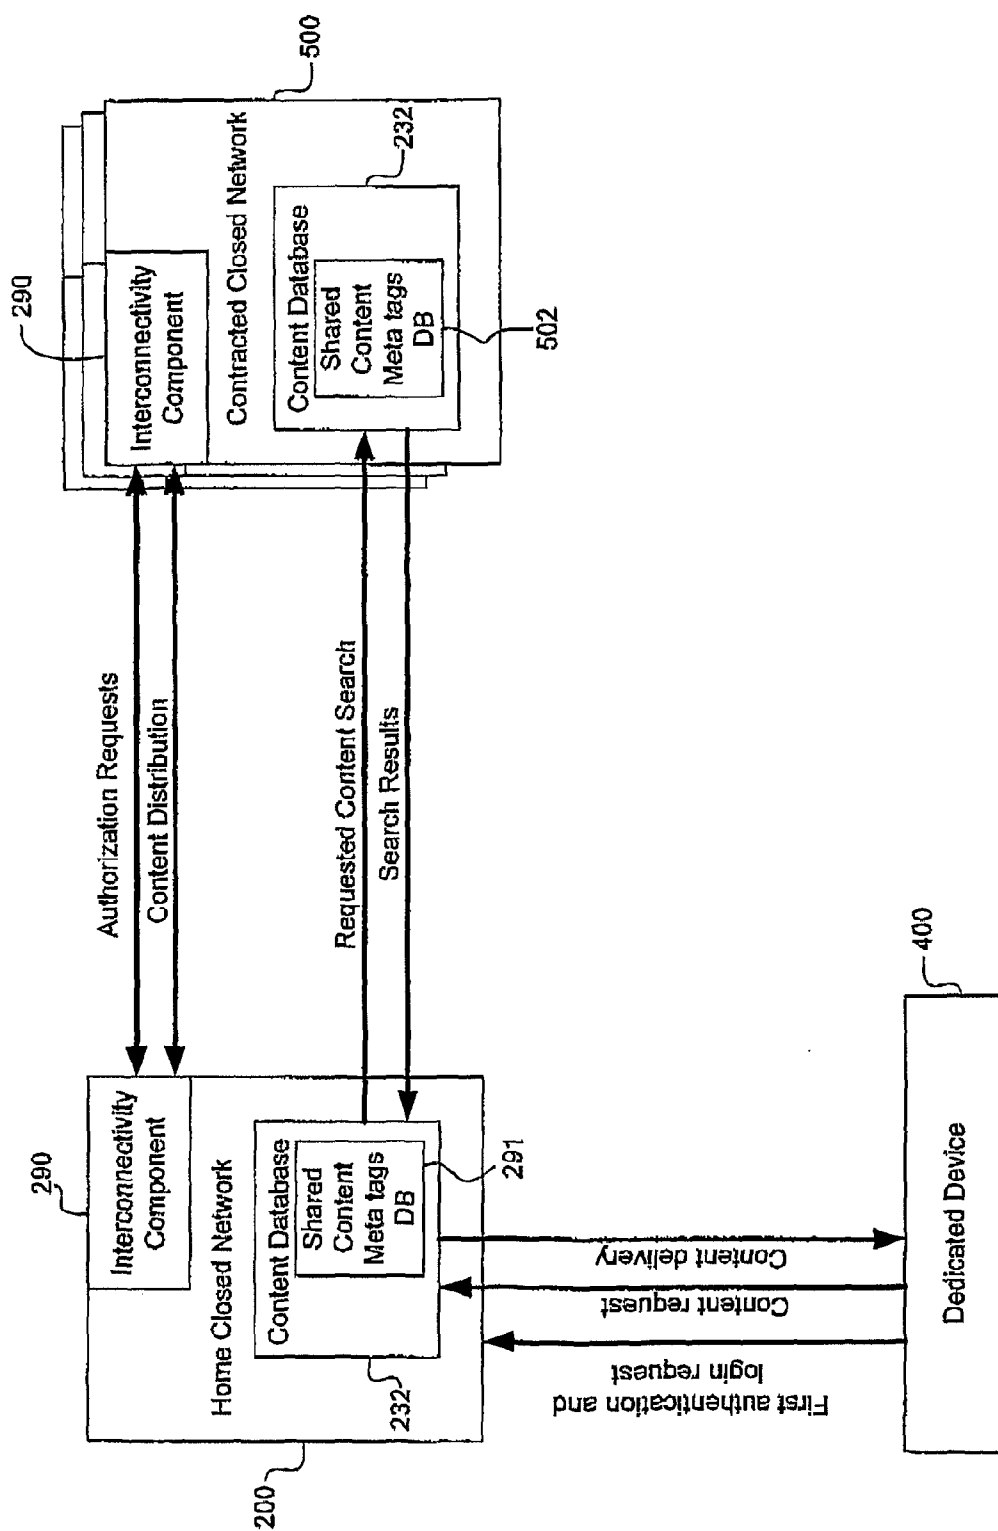 290
Interconnectivity
Component
Home Closed Network
Content Database
Shared
Content
Meta tags
DB
291
232
200
Authorization Requests
Content Distribution
Requested Content Search
Search Results
290
Interconnectivity
Component
Contracted Closed Network
Content Database
Shared
Content
Meta tags
DB
502
232
500
First authentication and
login request
Content request
Content delivery
Dedicated Device
400